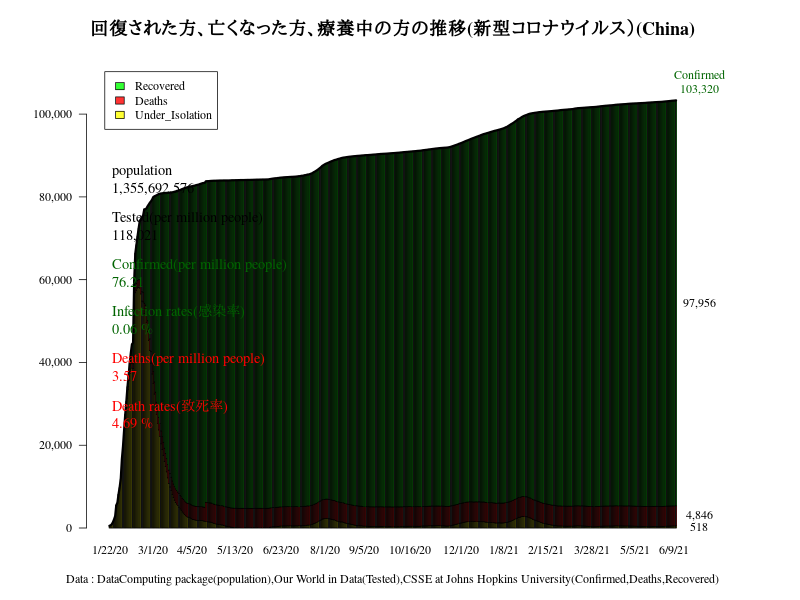 回復された方、亡くなった方、療養中の方の推移(新型コロナウイルス）(China)
Confirmed
103,320
Recovered
Deaths
Under_Isolation
100,000
80,000
60,000
40,000
20,000
0
population
1,355,692,576
Tested(per million people)
118,021
Confirmed(per million people)
76.21
Infection rates(感染率)
0.06 %
Deaths(per million people)
3.57
Death rates(致死率)
4.69 %
97,956
4,846
518
1/22/20 3/1/20 4/5/20 5/13/20 6/23/20 8/1/20 9/5/20 10/16/20 12/1/20 1/8/21 2/15/21 3/28/21 5/5/21 6/9/21
Data : DataComputing package(population),Our World in Data(Tested),CSSE at Johns Hopkins University(Confirmed,Deaths,Recovered)